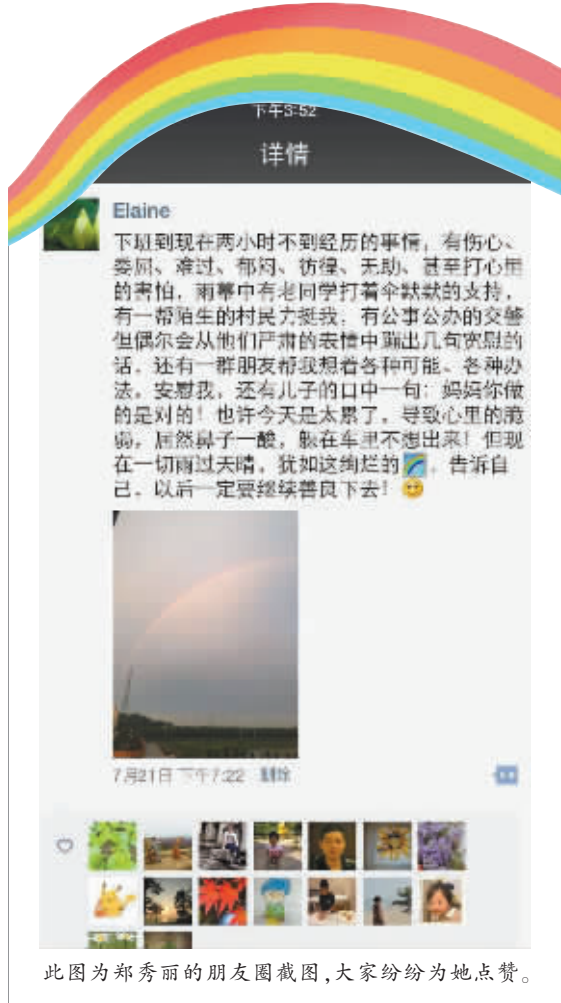 下午3:52
详情
Elaine
下班到现在两小时不到经历的事情，有伤心、
委屈、难过、郁闷、彷徨、无助、甚至打心里
的害怕，雨幕中有老同学打着伞默默的支持，
有一帮陌生的村民力挺我，有公事公办的交警
但偶尔会从他们严肃的表情中蹦出几句宽慰的
话，还有一群朋友帮我想着各种可能、各种办
法，安慰我，还有儿子的口中一句：妈妈你做
的是对的！也许今天是太累了，导致心里的脆
弱，居然鼻子一酸，躲在车里不想出来！但现
在一切雨过天晴，犹如这绚烂的🌈，告诉自
己，以后一定要继续善良下去！😊
7月21日 下午7:22 删除
此图为郑秀丽的朋友圈截图,大家纷纷为她点赞。